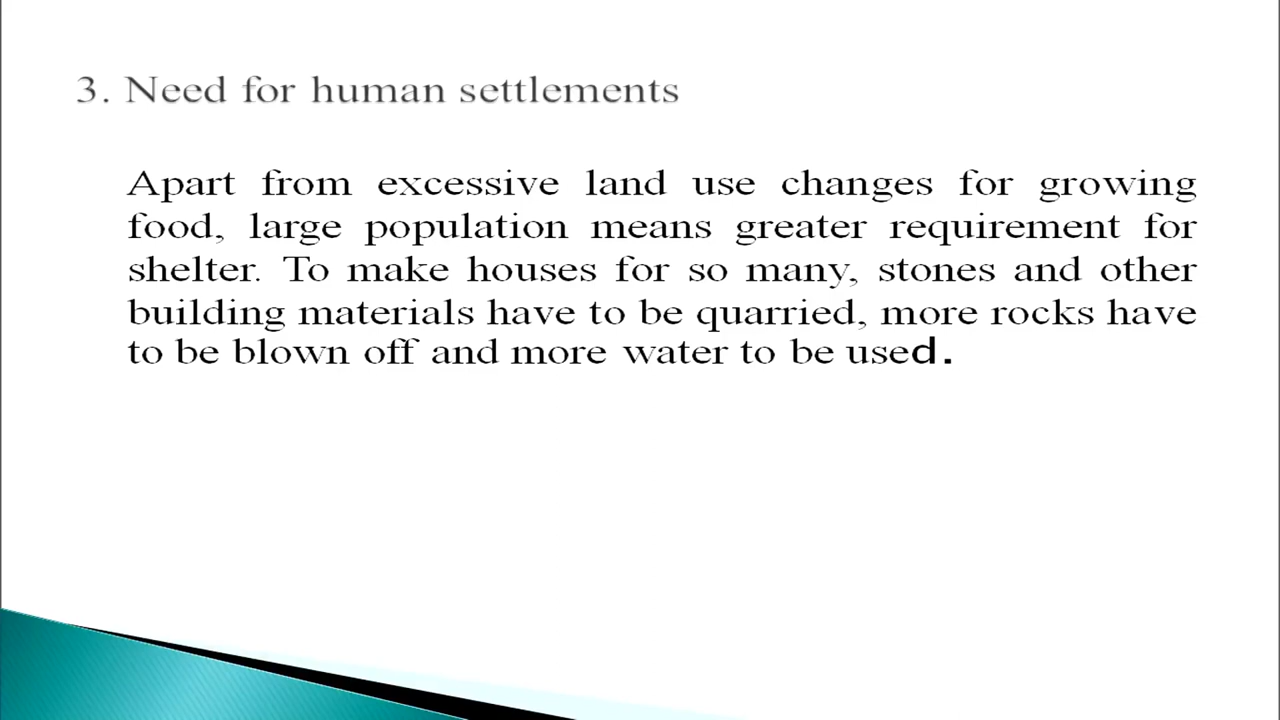 3. Need for human settlements
Apart from excessive land use changes for growing
food, large population means greater requirement for
shelter. To make houses for so many, stones and other
building materials have to be quarried, more rocks have
to be blown off and more water to be used.